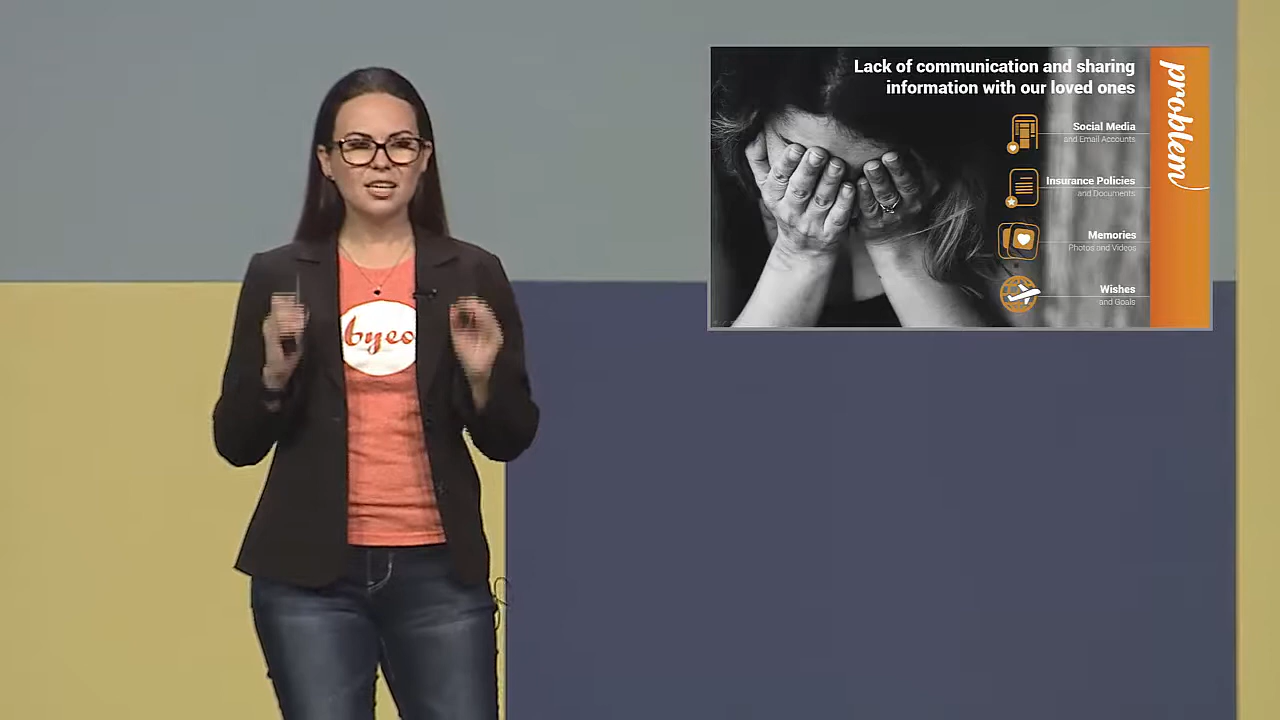 byeo
Lack of communication and sharing
information with our loved ones
problem
Social Media
and Email Accounts
Insurance Policies
and Documents
Memories
Photos and Videos
Wishes
and Goals